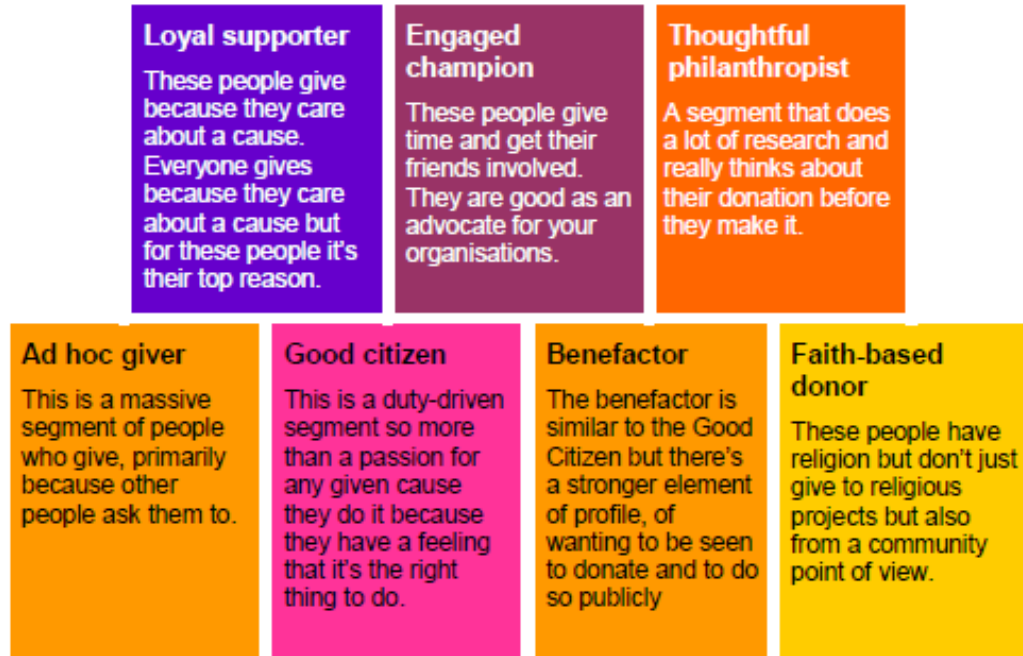 Loyal supporter
These people give
because they care
about a cause.
Everyone gives
because they care
about a cause but
for these people it's
their top reason.
Engaged
champion
These people give
time and get their
friends involved.
They are good as an
advocate for your
organisations.
Thoughtful
philanthropist
A segment that does
a lot of research and
really thinks about
their donation before
they make it.
Ad hoc giver
This is a massive
segment of people
who give, primarily
because other
people ask them to.
Good citizen
This is a duty-driven
segment so more
than a passion for
any given cause
they do it because
they have a feeling
that it's the right
thing to do.
Benefactor
The benefactor is
similar to the Good
Citizen but there's
a stronger element
of profile, of
wanting to be seen
to donate and to do
so publicly
Faith-based
donor
These people have
religion but don't just
give to religious
projects but also
from a community
point of view.